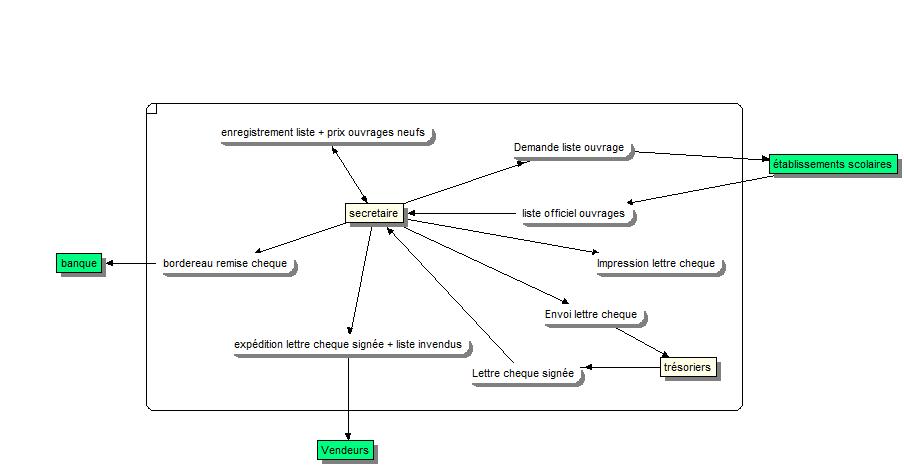 enregistrement liste + prix ouvrages neufs
Demande liste ouvrage
établissements scolaires
secretaire
liste officiel ouvrages
banque
bordereau remise cheque
Impression lettre cheque
Envoi lettre cheque
expédition lettre cheque signée + liste invendus
Lettre cheque signée
trésoriers
Vendeurs